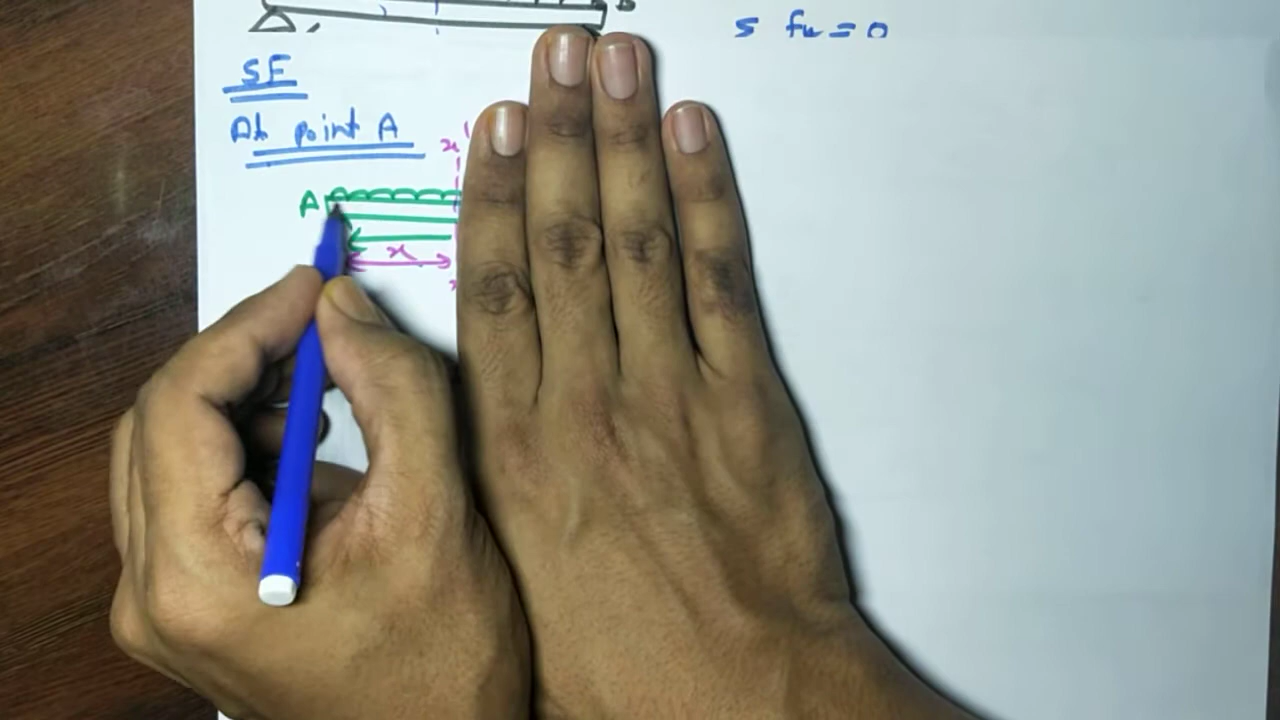 B
Σ fx = 0
SF
At point A
x
A
x
x